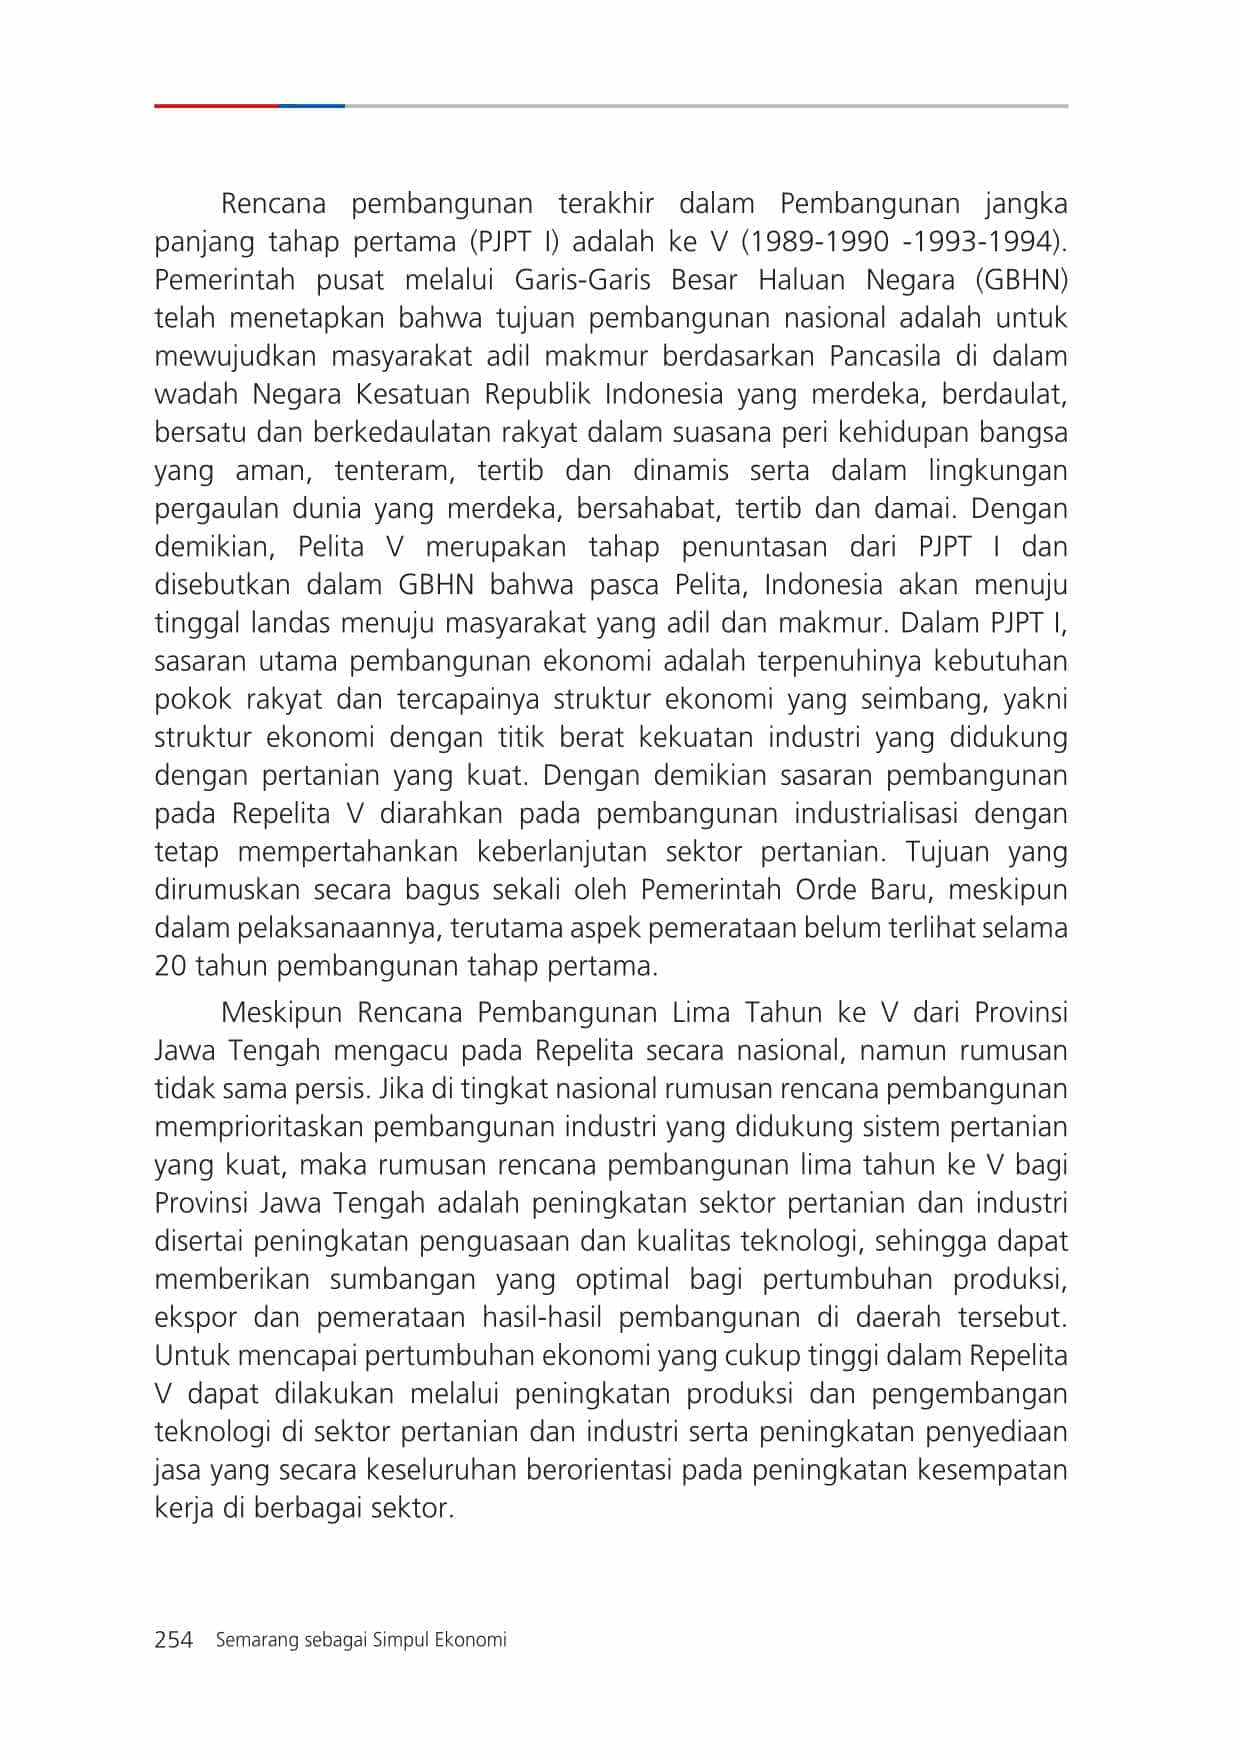 Rencana pembangunan terakhir dalam Pembangunan jangka
panjang tahap pertama (PJPT I) adalah ke V (1989-1990 -1993-1994).
Pemerintah pusat melalui Garis-Garis Besar Haluan Negara (GBHN)
telah menetapkan bahwa tujuan pembangunan nasional adalah untuk
mewujudkan masyarakat adil makmur berdasarkan Pancasila di dalam
wadah Negara Kesatuan Republik Indonesia yang merdeka, berdaulat,
bersatu dan berkedaulatan rakyat dalam suasana peri kehidupan bangsa
yang aman, tenteram, tertib dan dinamis serta dalam lingkungan
pergaulan dunia yang merdeka, bersahabat, tertib dan damai. Dengan
demikian, Pelita V merupakan tahap penuntasan dari PJPT I dan
disebutkan dalam GBHN bahwa pasca Pelita, Indonesia akan menuju
tinggal landas menuju masyarakat yang adil dan makmur. Dalam PJPT I,
sasaran utama pembangunan ekonomi adalah terpenuhinya kebutuhan
pokok rakyat dan tercapainya struktur ekonomi yang seimbang, yakni
struktur ekonomi dengan titik berat kekuatan industri yang didukung
dengan pertanian yang kuat. Dengan demikian sasaran pembangunan
pada Repelita V diarahkan pada pembangunan industrialisasi dengan
tetap mempertahankan keberlanjutan sektor pertanian. Tujuan yang
dirumuskan secara bagus sekali oleh Pemerintah Orde Baru, meskipun
dalam pelaksanaannya, terutama aspek pemerataan belum terlihat selama
20 tahun pembangunan tahap pertama.
Meskipun Rencana Pembangunan Lima Tahun ke V dari Provinsi
Jawa Tengah mengacu pada Repelita secara nasional, namun rumusan
tidak sama persis. Jika di tingkat nasional rumusan rencana pembangunan
memprioritaskan pembangunan industri yang didukung sistem pertanian
yang kuat, maka rumusan rencana pembangunan lima tahun ke V bagi
Provinsi Jawa Tengah adalah peningkatan sektor pertanian dan industri
disertai peningkatan penguasaan dan kualitas teknologi, sehingga dapat
memberikan sumbangan yang optimal bagi pertumbuhan produksi,
ekspor dan pemerataan hasil-hasil pembangunan di daerah tersebut.
Untuk mencapai pertumbuhan ekonomi yang cukup tinggi dalam Repelita
V dapat dilakukan melalui peningkatan produksi dan pengembangan
teknologi di sektor pertanian dan industri serta peningkatan penyediaan
jasa yang secara keseluruhan berorientasi pada peningkatan kesempatan
kerja di berbagai sektor.
254 Semarang sebagai Simpul Ekonomi